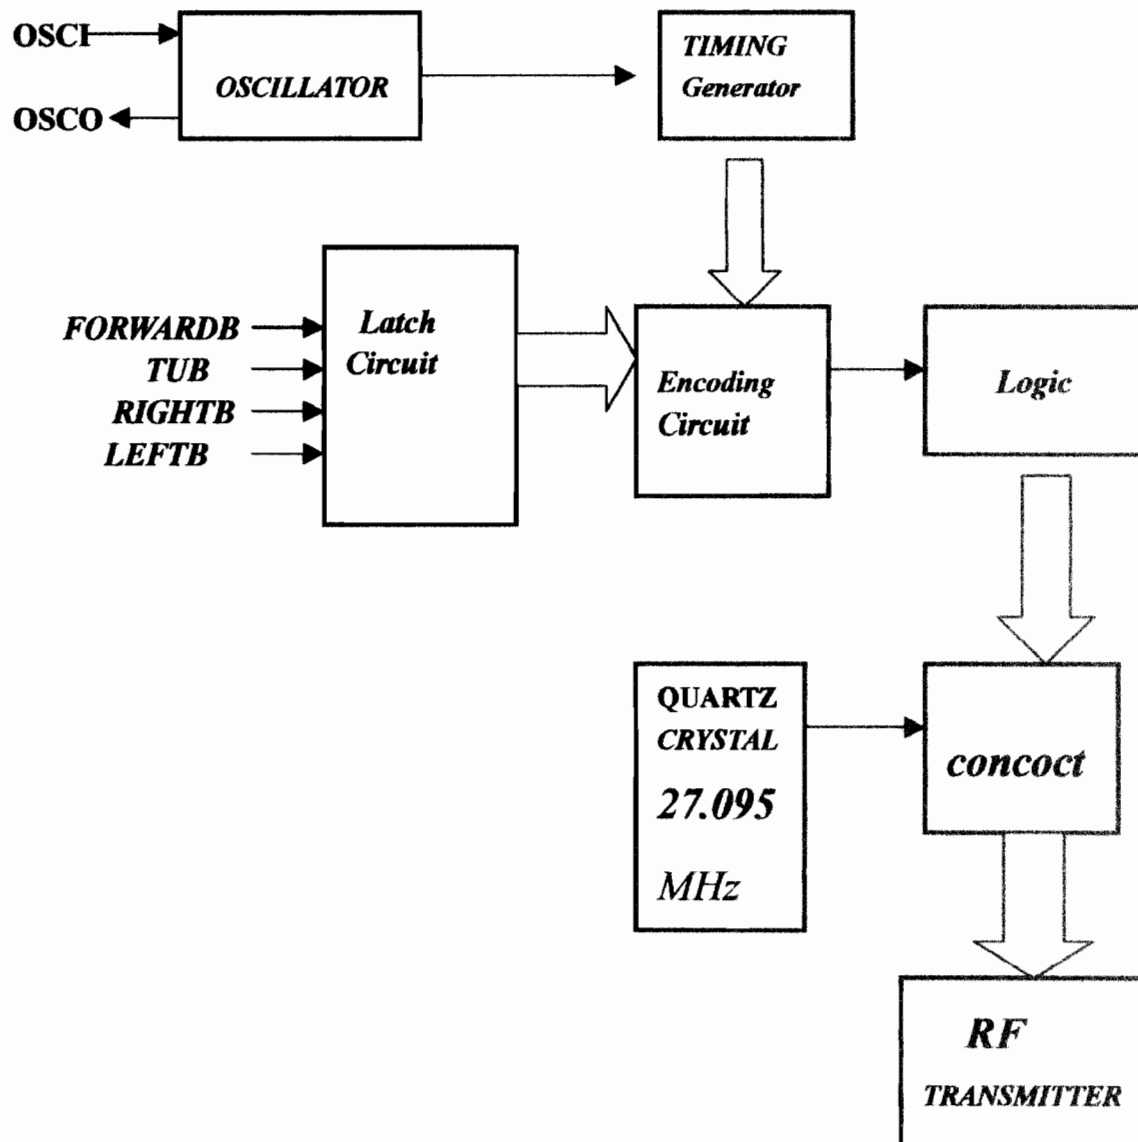 OSCI
OSCO
OSCILLATOR
TIMING
Generator
FORWARDB
TUB
RIGHTB
LEFTB
Latch
Circuit
Encoding
Circuit
Logic
QUARTZ
CRYSTAL
27.095
MHz
concoct
RF
TRANSMITTER